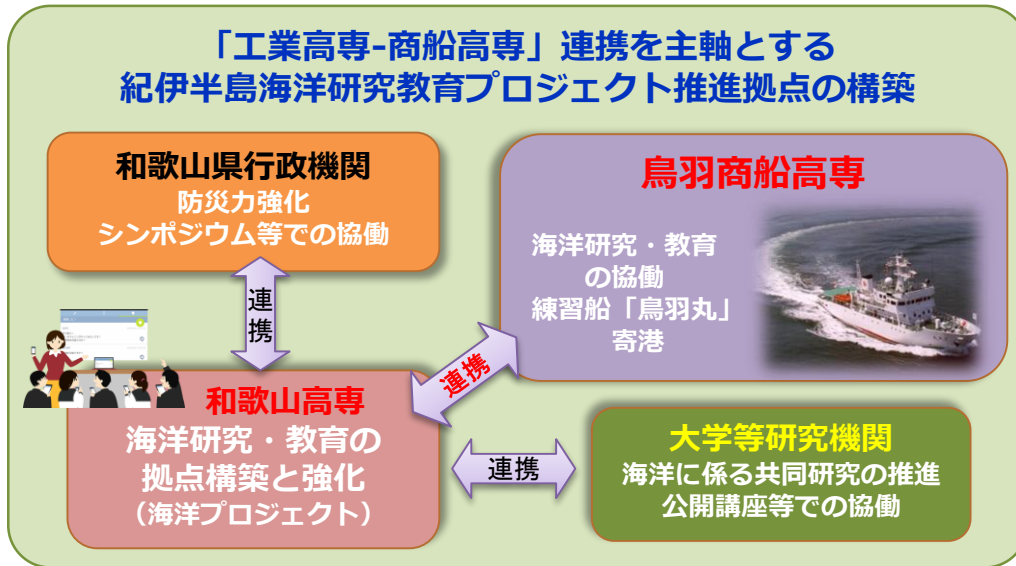 「工業高専-商船高専」連携を主軸とする
紀伊半島海洋研究教育プロジェクト推進拠点の構築
和歌山県行政機関
防災力強化
シンポジウム等での協働
鳥羽商船高専
海洋研究・教育
の協働
練習船「鳥羽丸」
寄港
連携
連携
和歌山高専
海洋研究・教育の
拠点構築と強化
（海洋プロジェクト）
連携
大学等研究機関
海洋に係る共同研究の推進
公開講座等での協働